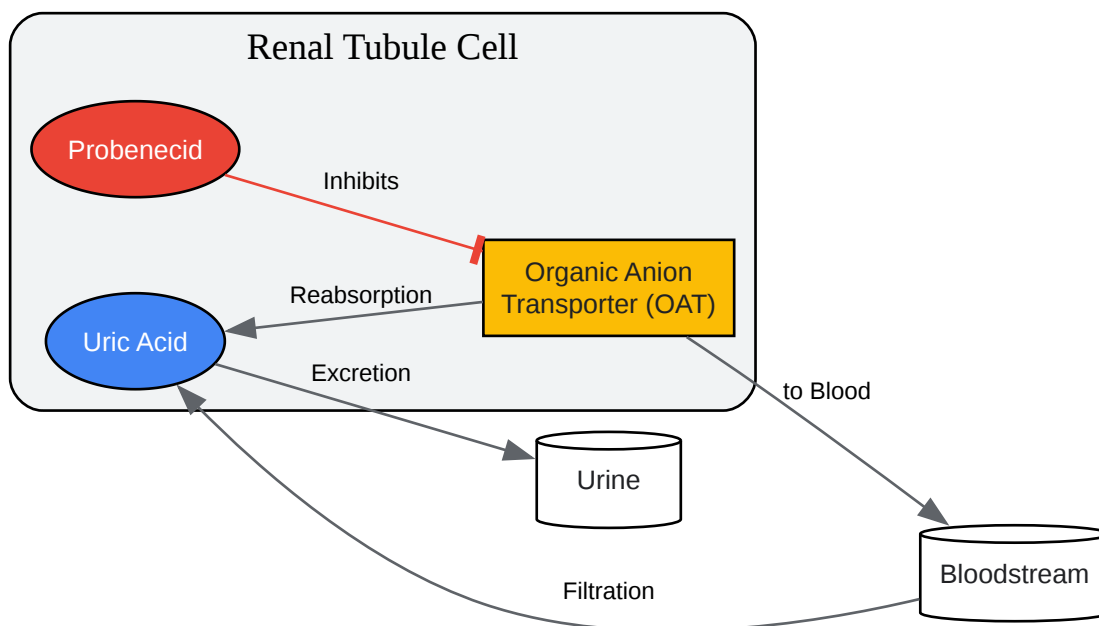 Renal Tubule Cell
Probenecid
Inhibits
Organic Anion
Transporter (OAT)
Reabsorption
Uric Acid
Excretion
to Blood
Urine
Bloodstream
Filtration